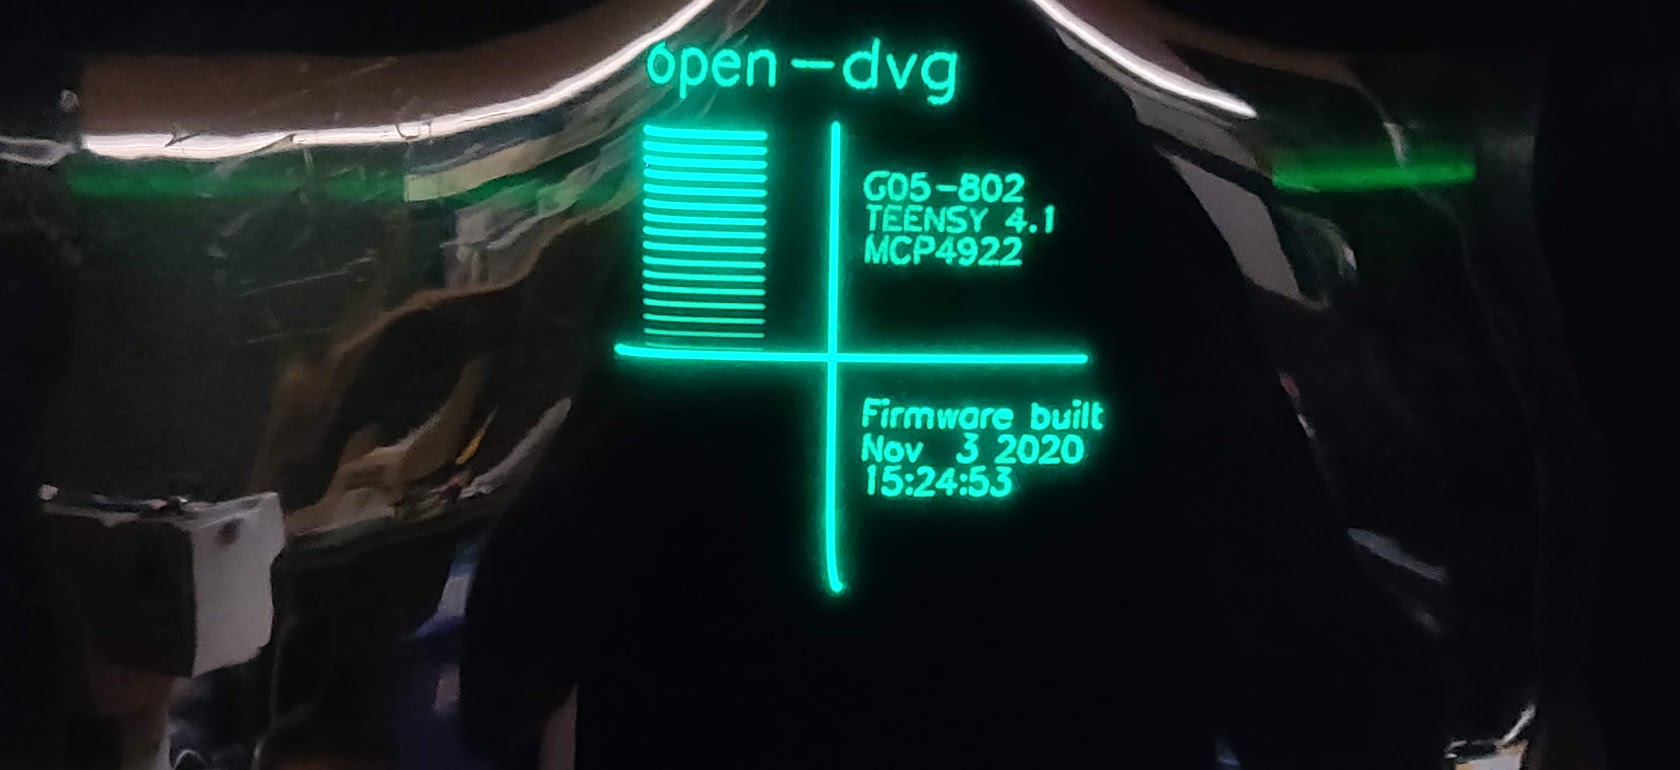 open-dvg
G05-802
TEENSY 4.1
MCP4922
Firmware built
Nov  3 2020
15:24:53